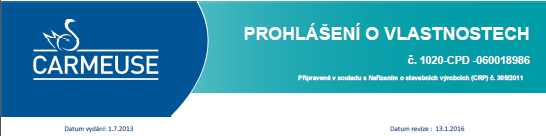 CARMEUSE
PROHLÁŠENÍ O VLASTNOSTECH
č. 1020-CPD -060018986
Připravené v souladu s Nařízením o stavebních výrobcích (CRP) č. 305/2011
Datum vydání: 1.7.2013
Datum revize : 13.1.2016